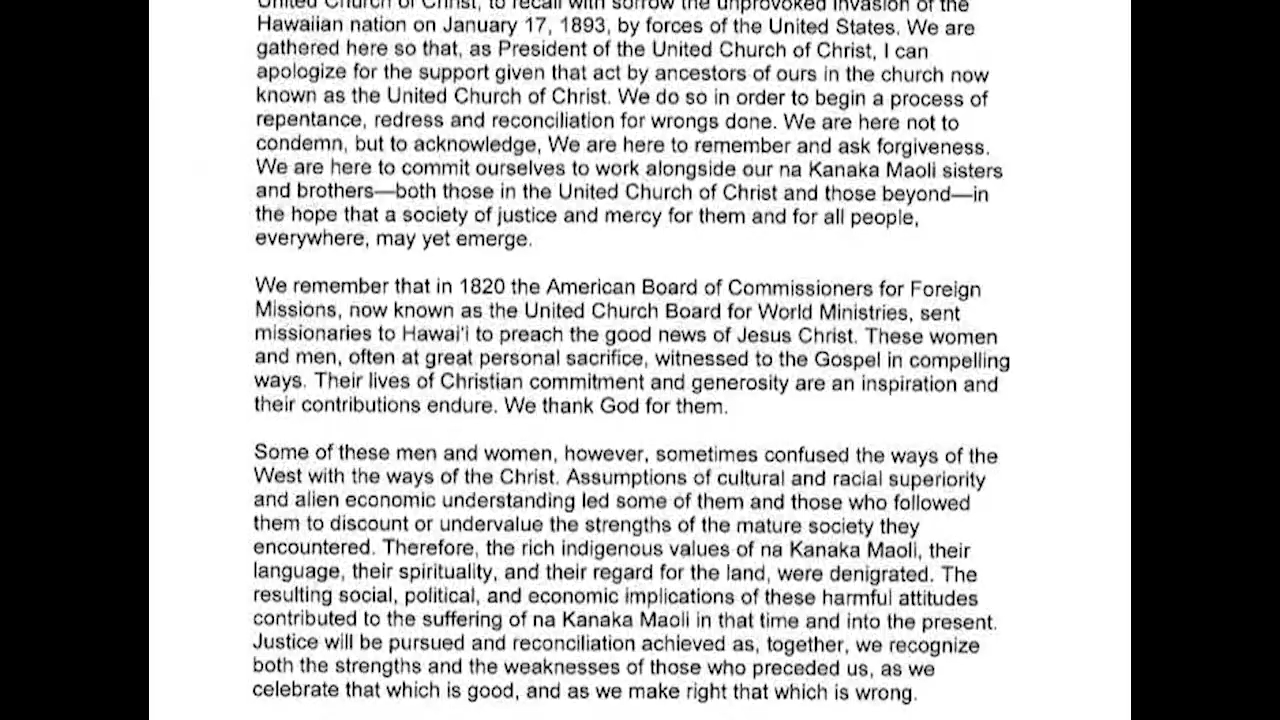 United Church of Christ, to recall with sorrow the unprovoked invasion of the
Hawaiian nation on January 17, 1893, by forces of the United States. We are
gathered here so that, as President of the United Church of Christ, I can
apologize for the support given that act by ancestors of ours in the church now
known as the United Church of Christ. We do so in order to begin a process of
repentance, redress and reconciliation for wrongs done. We are here not to
condemn, but to acknowledge, We are here to remember and ask forgiveness.
We are here to commit ourselves to work alongside our na Kanaka Maoli sisters
and brothers—both those in the United Church of Christ and those beyond—in
the hope that a society of justice and mercy for them and for all people,
everywhere, may yet emerge.
We remember that in 1820 the American Board of Commissioners for Foreign
Missions, now known as the United Church Board for World Ministries, sent
missionaries to Hawai'i to preach the good news of Jesus Christ. These women
and men, often at great personal sacrifice, witnessed to the Gospel in compelling
ways. Their lives of Christian commitment and generosity are an inspiration and
their contributions endure. We thank God for them.
Some of these men and women, however, sometimes confused the ways of the
West with the ways of the Christ. Assumptions of cultural and racial superiority
and alien economic understanding led some of them and those who followed
them to discount or undervalue the strengths of the mature society they
encountered. Therefore, the rich indigenous values of na Kanaka Maoli, their
language, their spirituality, and their regard for the land, were denigrated. The
resulting social, political, and economic implications of these harmful attitudes
contributed to the suffering of na Kanaka Maoli in that time and into the present.
Justice will be pursued and reconciliation achieved as, together, we recognize
both the strengths and the weaknesses of those who preceded us, as we
celebrate that which is good, and as we make right that which is wrong.